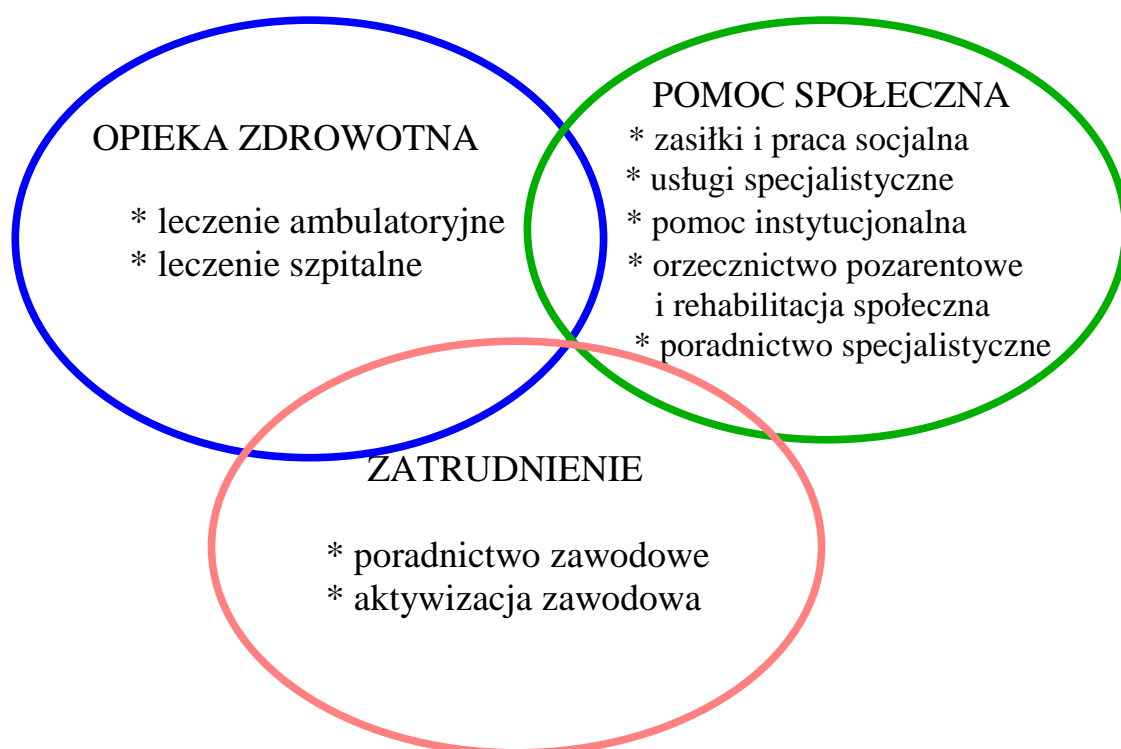 OPIEKA ZDROWOTNA
* leczenie ambulatoryjne
* leczenie szpitalne
POMOC SPOŁECZNA
* zasiłki i praca socjalna
* usługi specjalistyczne
* pomoc instytucjonalna
* orzecznictwo pozarentowe
i rehabilitacja społeczna
* poradnictwo specjalistyczne
ZATRUDNIENIE
* poradnictwo zawodowe
* aktywizacja zawodowa